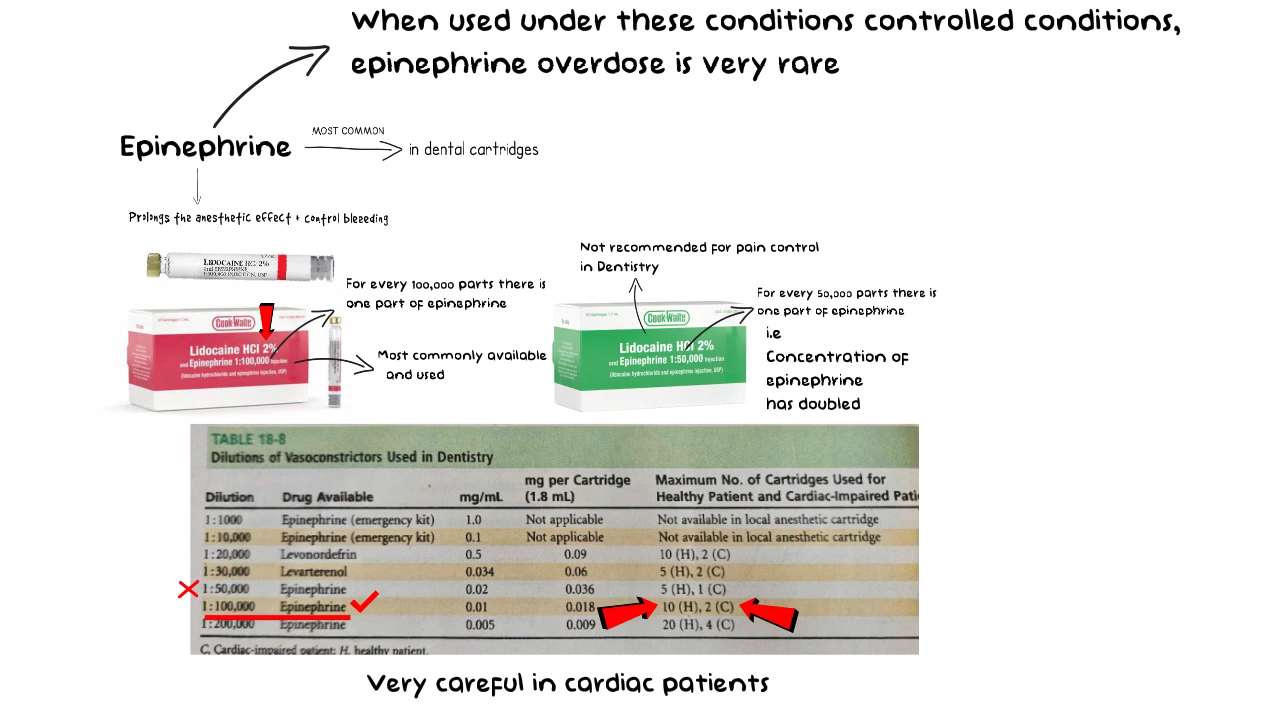 When used under these conditions controlled conditions,
epinephrine overdose is very rare
MOST COMMON
Epinephrine
in dental cartridges
Prolongs the anesthetic effect + control bleeeding
LIDOCAINE HCl 2%
For every 100,000 parts there is
one part of epinephrine
Cook-Waite
Lidocaine HCl 2%
and Epinephrine 1:100,000 Injection
(lidocaine hydrochloride and epinephrine injection, USP)
Most commonly available
and used
Not recommended for pain control
in Dentistry
For every 50,000 parts there is
one part of epinephrine
i.e
Concentration of
epinephrine
has doubled
Cook-Waite
Lidocaine HCl 2%
and Epinephrine 1:50,000 Injection
(lidocaine hydrochloride and epinephrine injection, USP)
TABLE 18-8
Dilutions of Vasoconstrictors Used in Dentistry
mg per Cartridge Maximum No. of Cartridges Used for
Dilution Drug Available mg/mL (1.8 mL) Healthy Patient and Cardiac-Impaired Pati
1:1000 Epinephrine (emergency kit) 1.0 Not applicable Not available in local anesthetic cartridge
1:10,000 Epinephrine (emergency kit) 0.1 Not applicable Not available in local anesthetic cartridge
1:20,000 Levonordefrin 0.5 0.09 10 (H), 2 (C)
1:30,000 Levarterenol 0.034 0.06 5 (H), 2 (C)
1:50,000 Epinephrine 0.02 0.036 5 (H), 1 (C)
1:100,000 Epinephrine 0.01 0.018 10 (H), 2 (C)
1:200,000 Epinephrine 0.005 0.009 20 (H), 4 (C)
C, Cardiac-impaired patient; H, healthy patient.
Very careful in cardiac patients